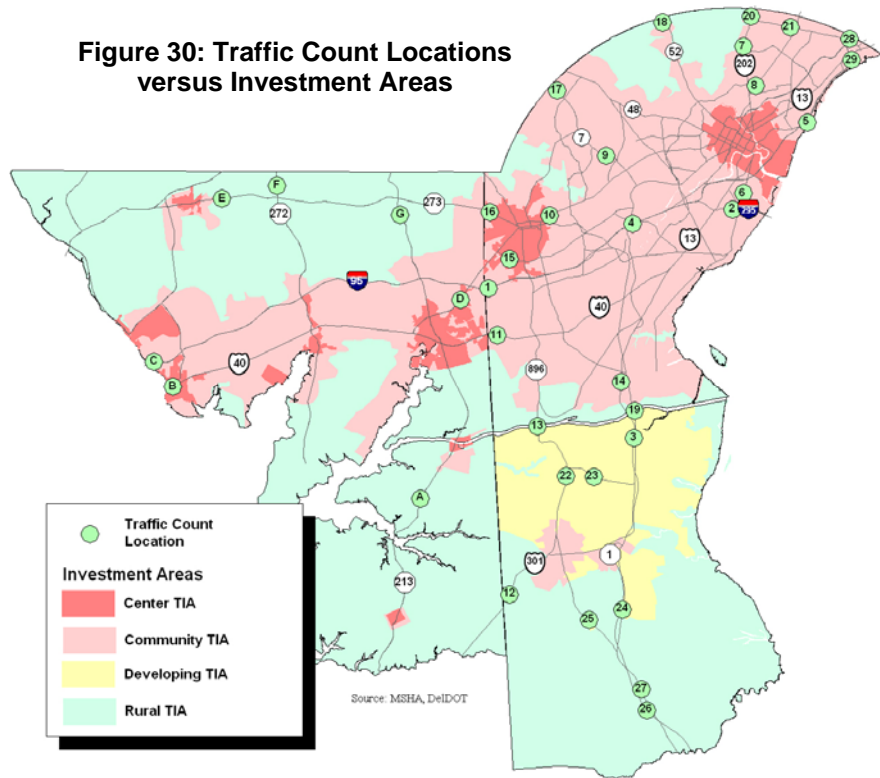 Figure 30: Traffic Count Locations
versus Investment Areas
18
20
21
28
52
7
202
29
17
8
13
48
5
7
9
F
E
272
273
G
16
10
6
2
295
4
13
15
95
1
D
40
11
C
40
B
896
14
19
13
3
22
23
A
301
1
213
12
24
25
27
26
Traffic Count
Location
Investment Areas
Center TIA
Community TIA
Developing TIA
Rural TIA
Source: MSHA, DelDOT